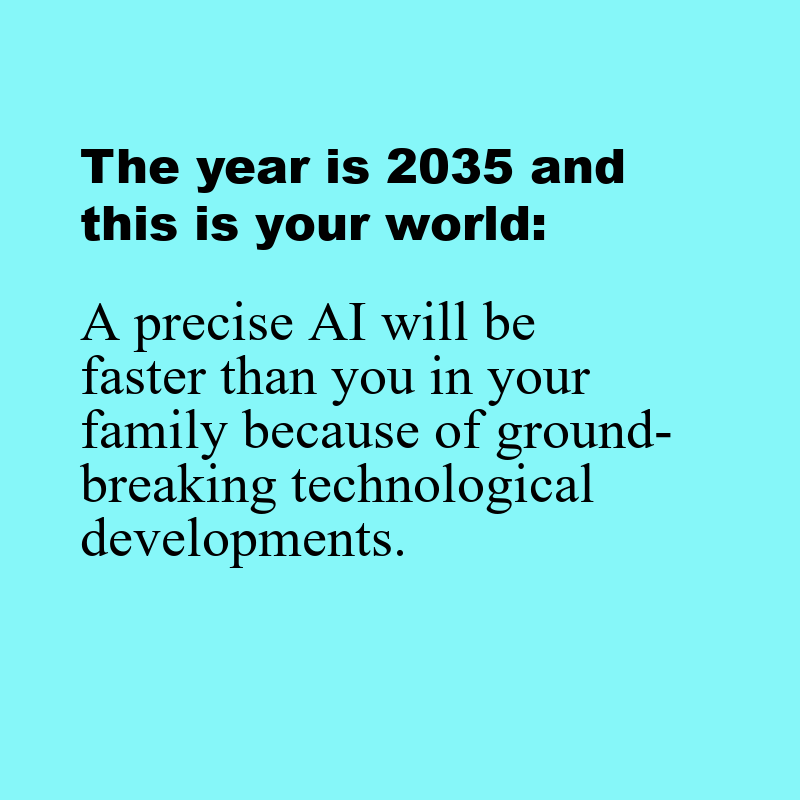 The year is 2035 and
this is your world:
A precise AI will be
faster than you in your
family because of ground-
breaking technological
developments.